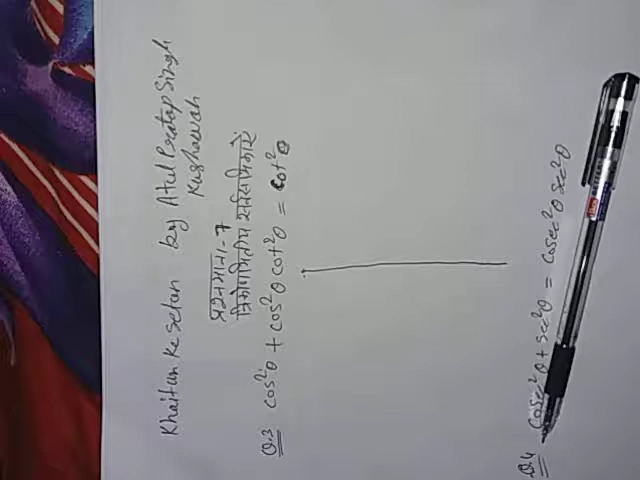 Khaitan ke setan by Atul Pratap Singh
Kushawah
प्रश्नमाला-7
त्रिकोणमितीय सर्वसमिकाऐं
Q.3 cos²θ + cos²θ cot²θ = cot²θ
Q.4 cosec²θ + sec²θ = cosec²θ sec²θ